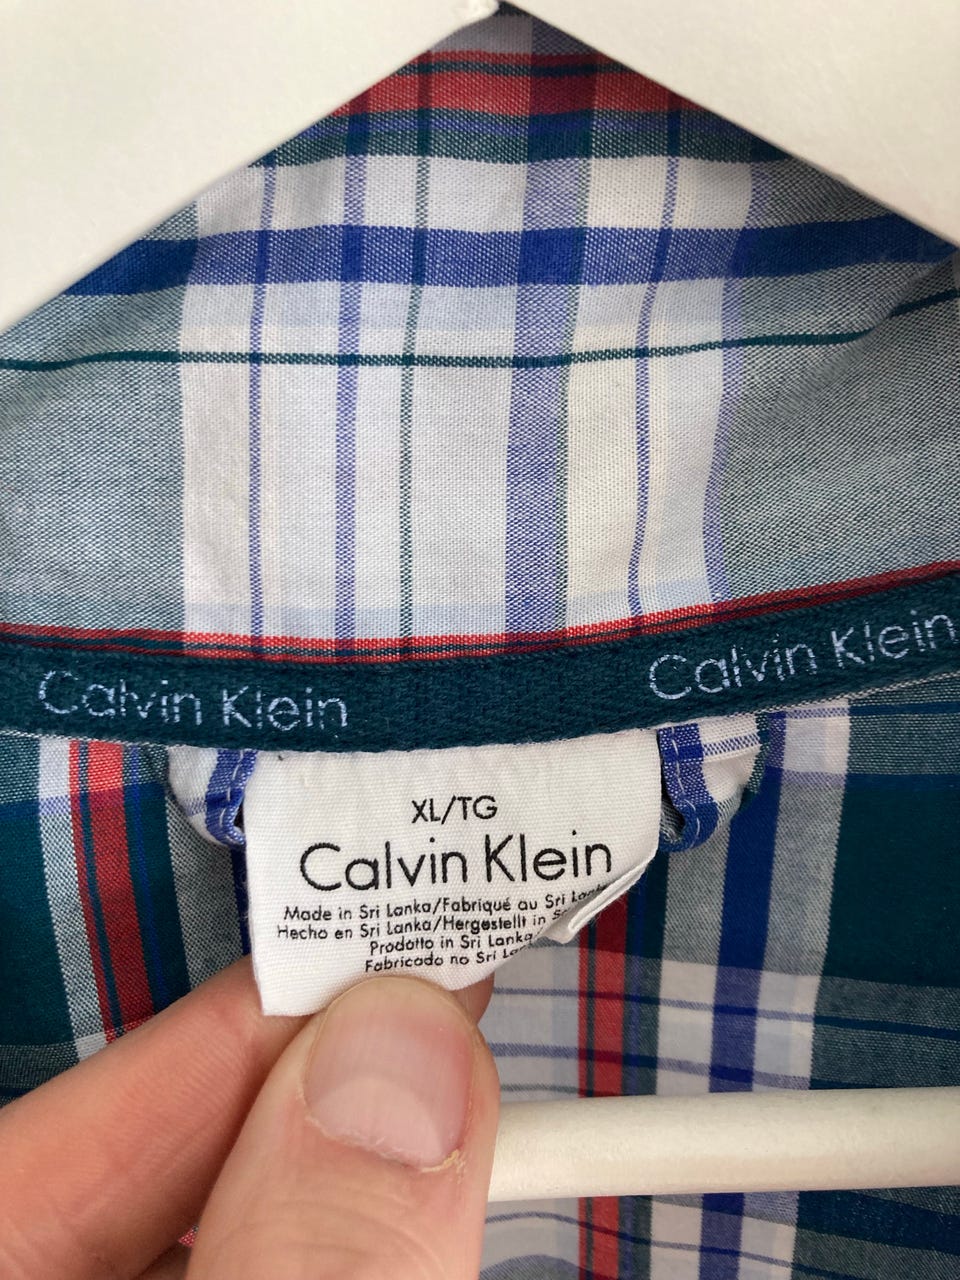 Calvin Klein
Calvin Klein
XL/TG
Calvin Klein
Made in Sri Lanka/Fabriqué au Sri
Hecho en Sri Lanka/Hergestellt in
Prodotto in Sri Lanka
Fabricado no Sri